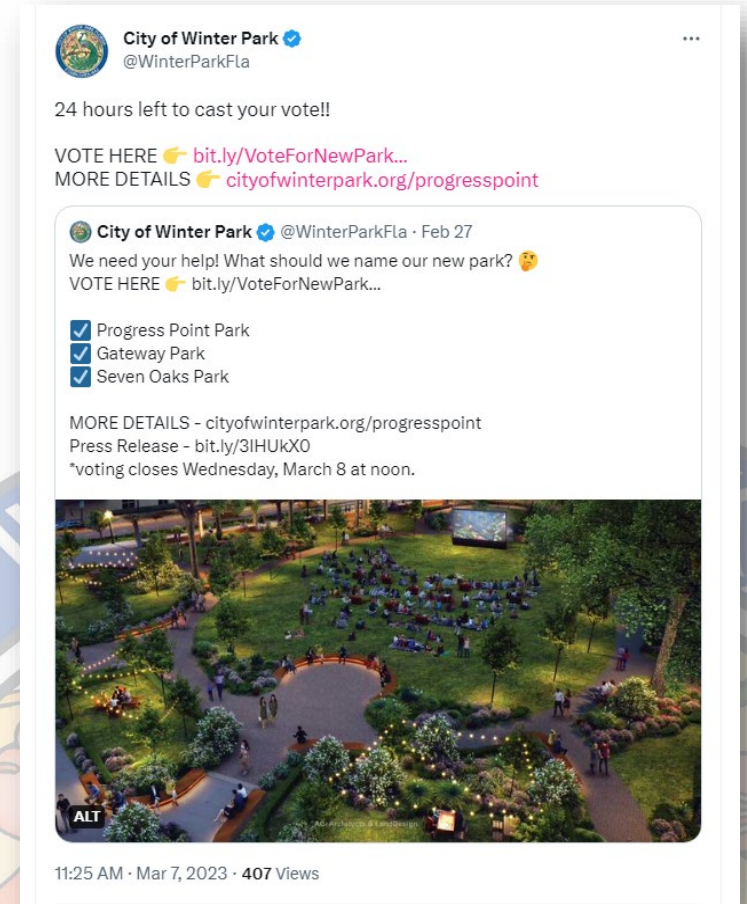 City of Winter Park
@WinterParkFla
24 hours left to cast your vote!!
VOTE HERE 👉 bit.ly/VoteForNewPark...
MORE DETAILS 👉 cityofwinterpark.org/progresspoint
City of Winter Park @WinterParkFla · Feb 27
We need your help! What should we name our new park? 🤔
VOTE HERE 👉 bit.ly/VoteForNewPark...
☑️ Progress Point Park
☑️ Gateway Park
☑️ Seven Oaks Park
MORE DETAILS - cityofwinterpark.org/progresspoint
Press Release - bit.ly/3IHUkX0
*voting closes Wednesday, March 8 at noon.
ALT
11:25 AM · Mar 7, 2023 · 407 Views